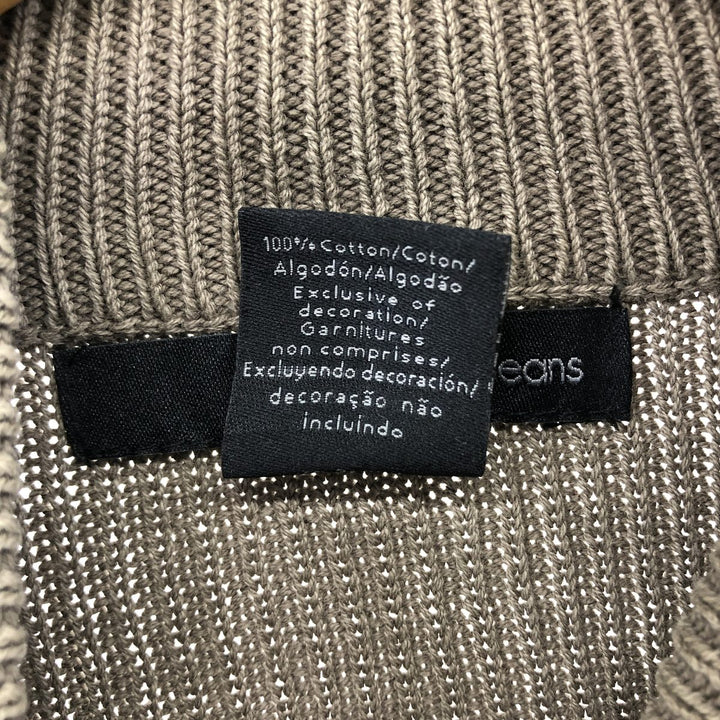 100% Cotton/Coton/
Algodón/Algodão
Exclusive of
decoration/
Garnitures
non comprises/
Excluyendo decoración/
decoração não
incluindo
eans